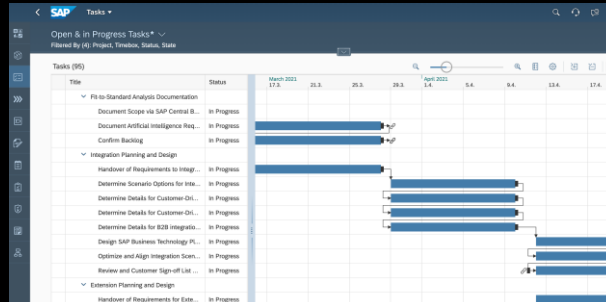 SAP Tasks
Open & in Progress Tasks*
Filtered By (4): Project, Timebox, Status, State
Tasks (95)
Title Status March 2021 April 2021
17.3. 21.3. 25.3. 29.3. 1.4. 5.4. 9.4. 13.4. 17.4.
Fit-to-Standard Analysis Documentation
Document Scope via SAP Central B... In Progress
Document Artificial Intelligence Req... In Progress
Confirm Backlog In Progress
Integration Planning and Design
Handover of Requirements to Integr... In Progress
Determine Scenario Options for Inte... In Progress
Determine Details for Customer-Dri... In Progress
Determine Details for Customer-Dri... In Progress
Determine Details for B2B integratio... In Progress
Design SAP Business Technology Pl... In Progress
Optimize and Align Integration Scen... In Progress
Review and Customer Sign-off List ... In Progress
Extension Planning and Design
Handover of Requirements for Exte... In Progress